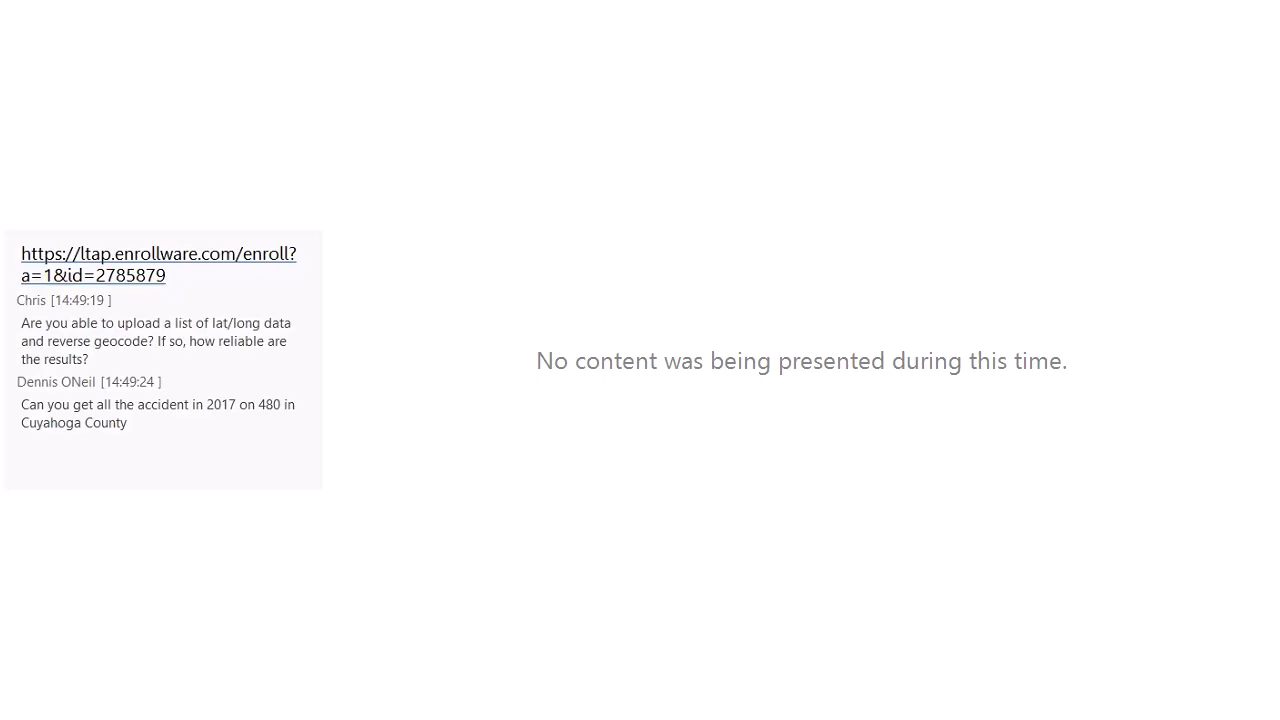 https://ltap.enrollware.com/enroll?
a=1&id=2785879
Chris [14:49:19 ]
Are you able to upload a list of lat/long data
and reverse geocode? If so, how reliable are
the results?
Dennis ONeil [14:49:24 ]
Can you get all the accident in 2017 on 480 in
Cuyahoga County
No content was being presented during this time.